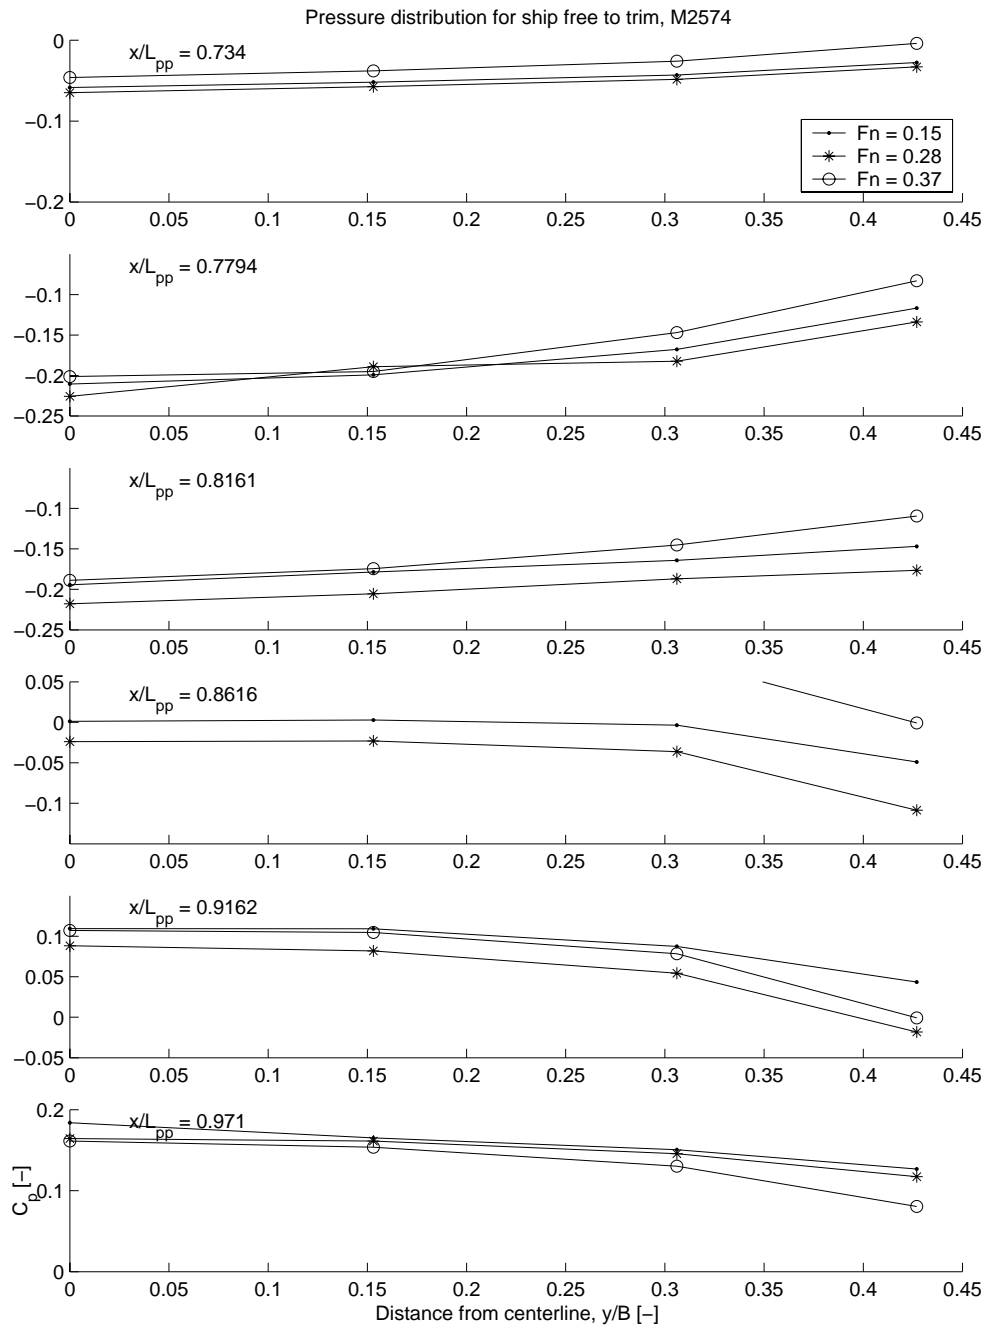 Pressure distribution for ship free to trim, M2574
x/Lpp = 0.734
0
−0.1
−0.2
0 0.05 0.1 0.15 0.2 0.25 0.3 0.35 0.4 0.45
Fn = 0.15
Fn = 0.28
Fn = 0.37
x/Lpp = 0.7794
−0.1
−0.15
−0.2
−0.25
0 0.05 0.1 0.15 0.2 0.25 0.3 0.35 0.4 0.45
x/Lpp = 0.8161
−0.1
−0.15
−0.2
−0.25
0 0.05 0.1 0.15 0.2 0.25 0.3 0.35 0.4 0.45
x/Lpp = 0.8616
0.05
0
−0.05
−0.1
0 0.05 0.1 0.15 0.2 0.25 0.3 0.35 0.4 0.45
x/Lpp = 0.9162
0.1
0.05
0
−0.05
0 0.05 0.1 0.15 0.2 0.25 0.3 0.35 0.4 0.45
x/Lpp = 0.971
0.2
0.1
0
Cp [−]
0 0.05 0.1 0.15 0.2 0.25 0.3 0.35 0.4 0.45
Distance from centerline, y/B [−]